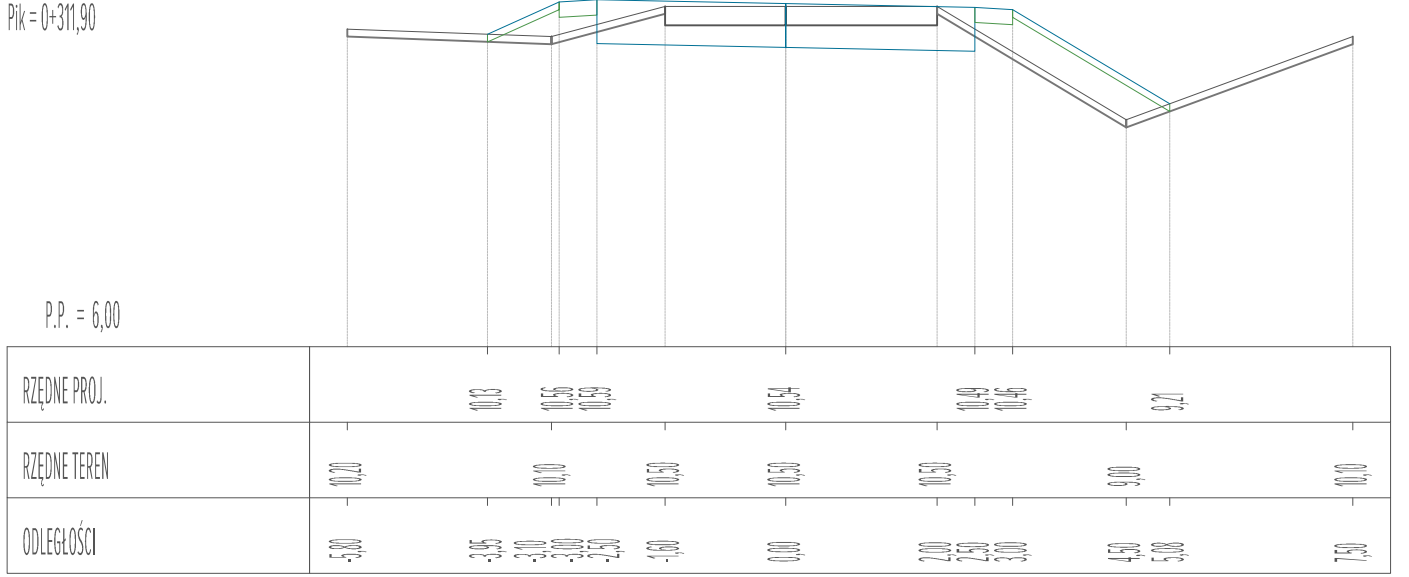 Pik = 0+311,90
P.P. = 6,00
RZĘDNE PROJ. 10,13 10,56 10,59 10,54 10,49 10,46 9,21
RZĘDNE TEREN 10,20 10,10 10,50 10,50 10,50 9,00 10,10
ODLEGŁOŚCI -5,80 -3,95 -3,10 -3,00 -2,50 -1,60 0,00 2,00 2,50 3,00 4,50 5,08 7,50